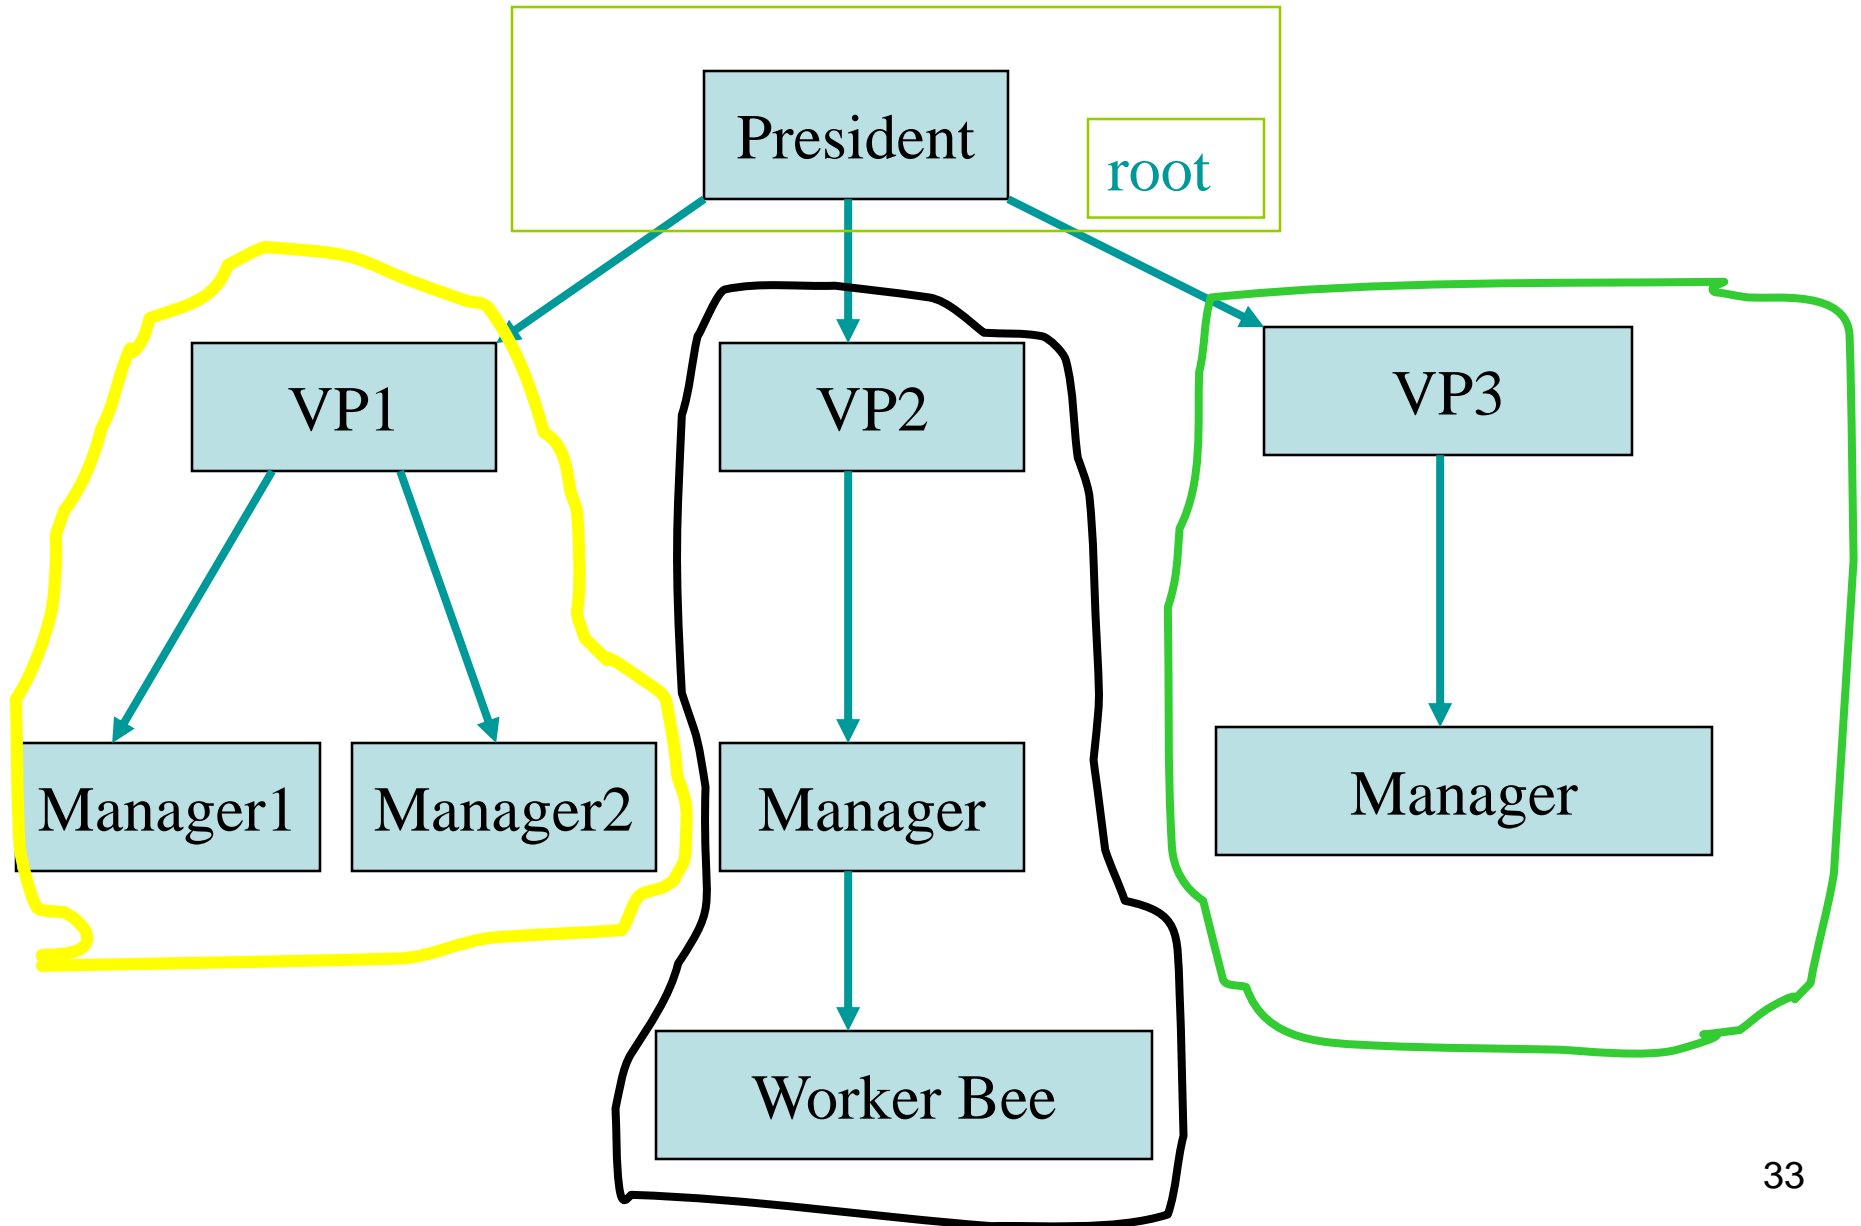 President
root
VP1
VP2
VP3
Manager1
Manager2
Manager
Manager
Worker Bee
33